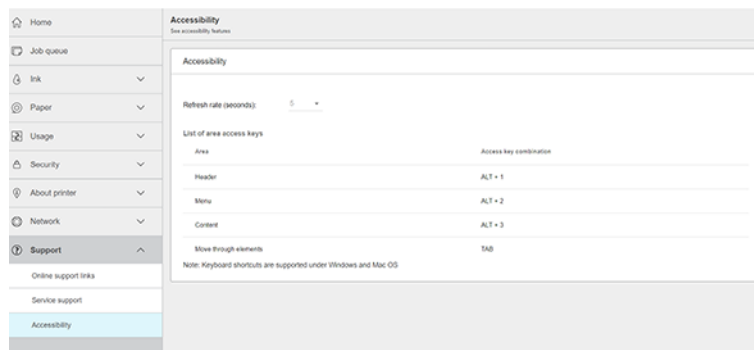 Home
Job queue
Ink
Paper
Usage
Security
About printer
Network
Support
Online support links
Service support
Accessibility
Accessibility
See accessibility features
Accessibility
Refresh rate (seconds): 5
List of area access keys
Area Access key combination
Header ALT + 1
Menu ALT + 2
Content ALT + 3
Move through elements TAB
Note: Keyboard shortcuts are supported under Windows and Mac OS